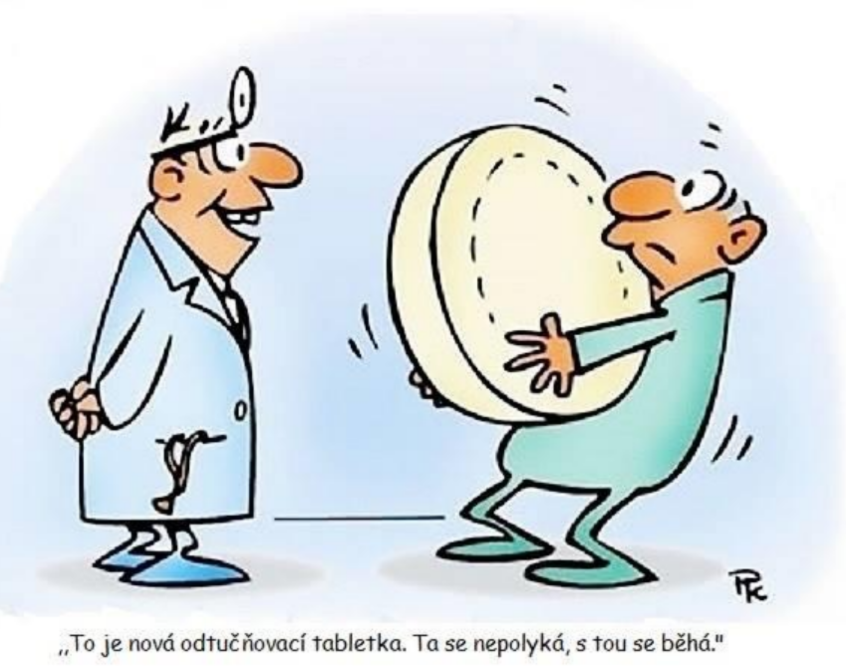 „To je nová odtučňovací tabletka. Ta se nepolyká, s tou se běhá."